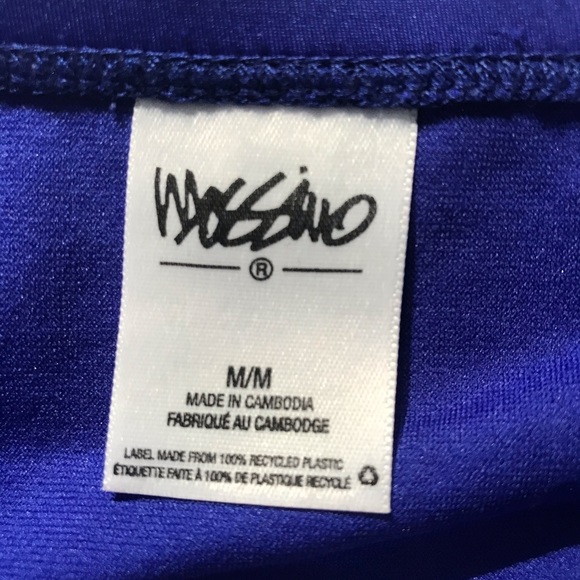 Mossimo
®
M/M
MADE IN CAMBODIA
FABRIQUÉ AU CAMBODGE
LABEL MADE FROM 100% RECYCLED PLASTIC
ÉTIQUETTE FAITE À 100% DE PLASTIQUE RECYCLÉ